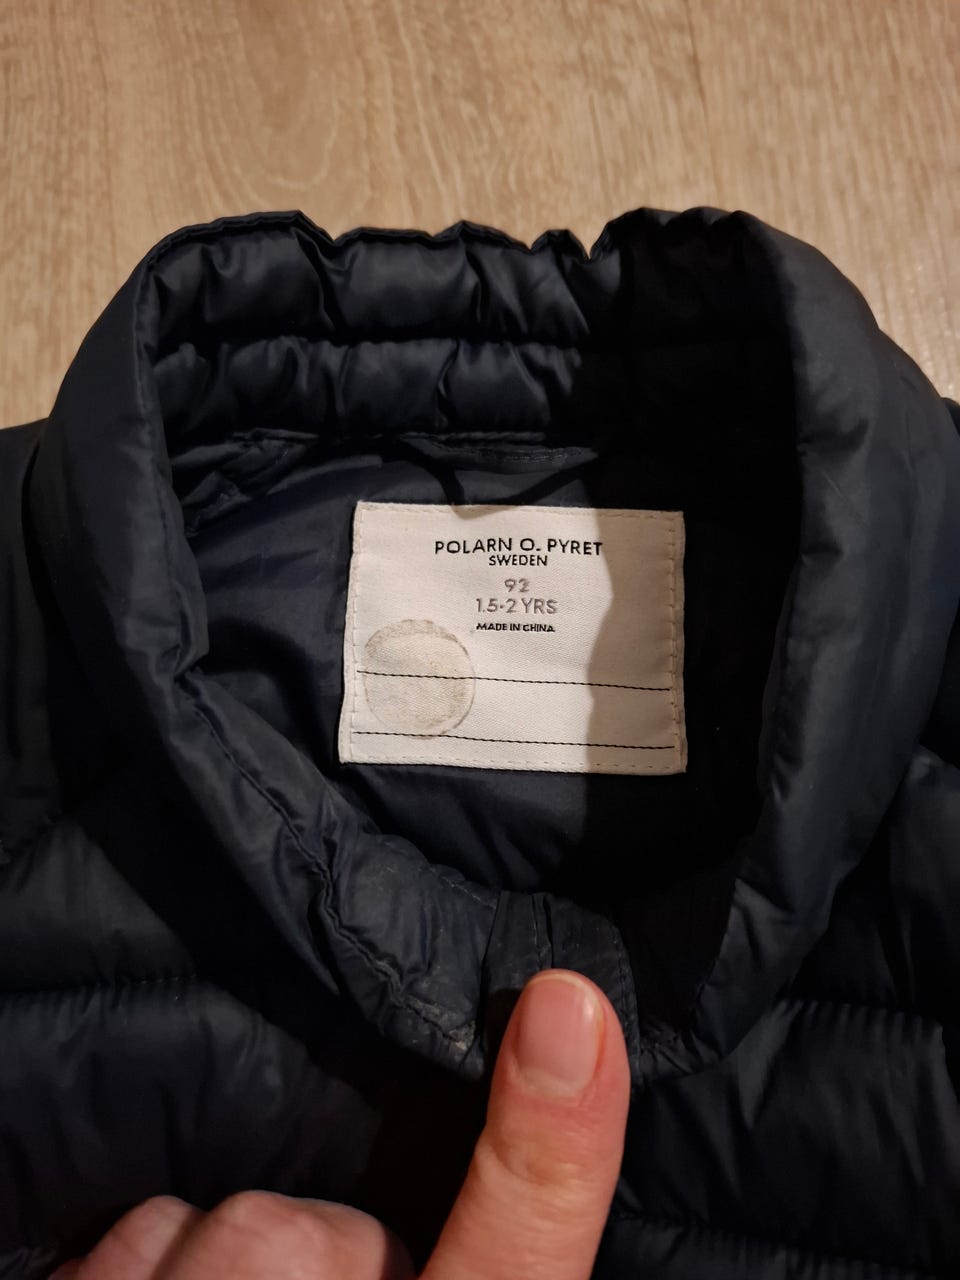 POLARN O. PYRET
SWEDEN
92
1.5-2 YRS
MADE IN CHINA